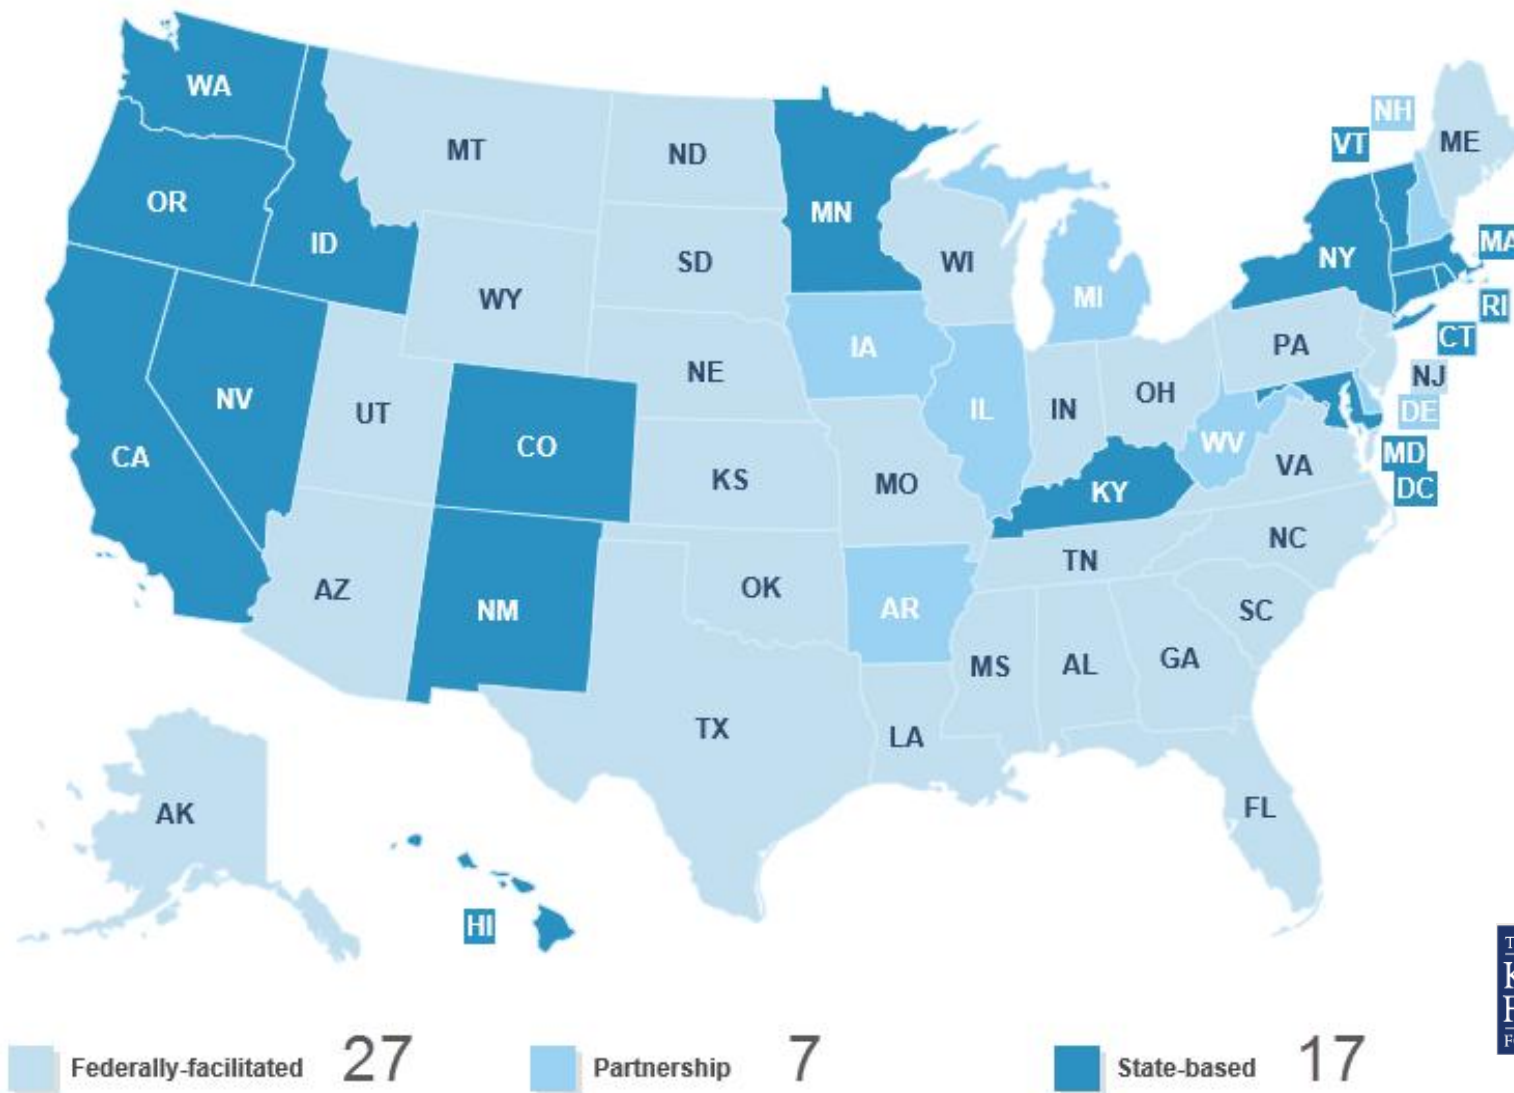 WA
MT
ND
OR
ID
WY
SD
MN
WI
MI
NH
VT
ME
NY
MA
RI
CT
PA
NJ
DE
MD
DC
CA
NV
UT
CO
NE
KS
IA
IL
IN
OH
WV
VA
KY
MO
AZ
NM
OK
AR
TN
NC
SC
TX
LA
MS
AL
GA
FL
AK
HI
Federally-facilitated 27
Partnership 7
State-based 17